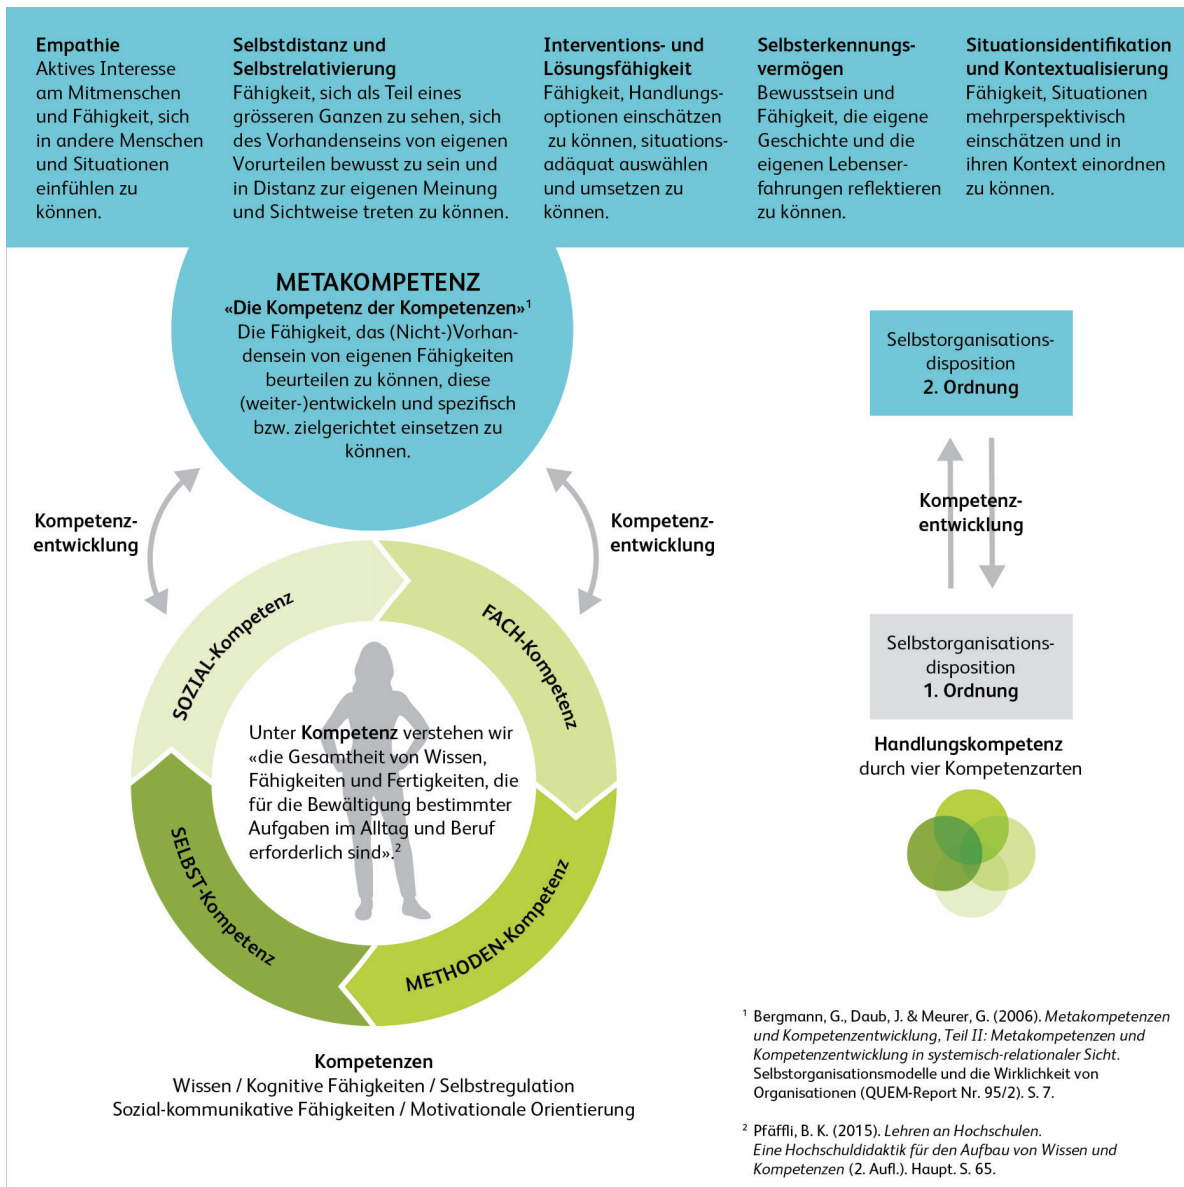 Empathie
Aktives Interesse
am Mitmenschen
und Fähigkeit, sich
in andere Menschen
und Situationen
einfühlen zu
können.
Selbstdistanz und
Selbstrelativierung
Fähigkeit, sich als Teil eines
grösseren Ganzen zu sehen, sich
des Vorhandenseins von eigenen
Vorurteilen bewusst zu sein und
in Distanz zur eigenen Meinung
und Sichtweise treten zu können.
Interventions- und
Lösungsfähigkeit
Fähigkeit, Handlungs-
optionen einschätzen
zu können, situations-
adäquat auswählen
und umsetzen zu
können.
Selbsterkennungs-
vermögen
Bewusstsein und
Fähigkeit, die eigene
Geschichte und die
eigenen Lebenser-
fahrungen reflektieren
zu können.
Situationsidentifikation
und Kontextualisierung
Fähigkeit, Situationen
mehrperspektivisch
einschätzen und in
ihren Kontext einordnen
zu können.
METAKOMPETENZ
«Die Kompetenz der Kompetenzen»¹
Die Fähigkeit, das (Nicht-)Vorhan-
densein von eigenen Fähigkeiten
beurteilen zu können, diese
(weiter-)entwickeln und spezifisch
bzw. zielgerichtet einsetzen zu
können.
Kompetenz-
entwicklung
Kompetenz-
entwicklung
SOZIAL-Kompetenz
FACH-Kompetenz
METHODEN-Kompetenz
SELBST-Kompetenz
Unter Kompetenz verstehen wir
«die Gesamtheit von Wissen,
Fähigkeiten und Fertigkeiten, die
für die Bewältigung bestimmter
Aufgaben im Alltag und Beruf
erforderlich sind».²
Kompetenzen
Wissen / Kognitive Fähigkeiten / Selbstregulation
Sozial-kommunikative Fähigkeiten / Motivationale Orientierung
Selbstorganisations-
disposition
2. Ordnung
Kompetenz-
entwicklung
Selbstorganisations-
disposition
1. Ordnung
Handlungskompetenz
durch vier Kompetenzarten
¹ Bergmann, G., Daub, J. & Meurer, G. (2006). Metakompetenzen
und Kompetenzentwicklung, Teil II: Metakompetenzen und
Kompetenzentwicklung in systemisch-relationaler Sicht.
Selbstorganisationsmodelle und die Wirklichkeit von
Organisationen (QUEM-Report Nr. 95/2). S. 7.
² Pfäffli, B. K. (2015). Lehren an Hochschulen.
Eine Hochschuldidaktik für den Aufbau von Wissen und
Kompetenzen (2. Aufl.). Haupt. S. 65.